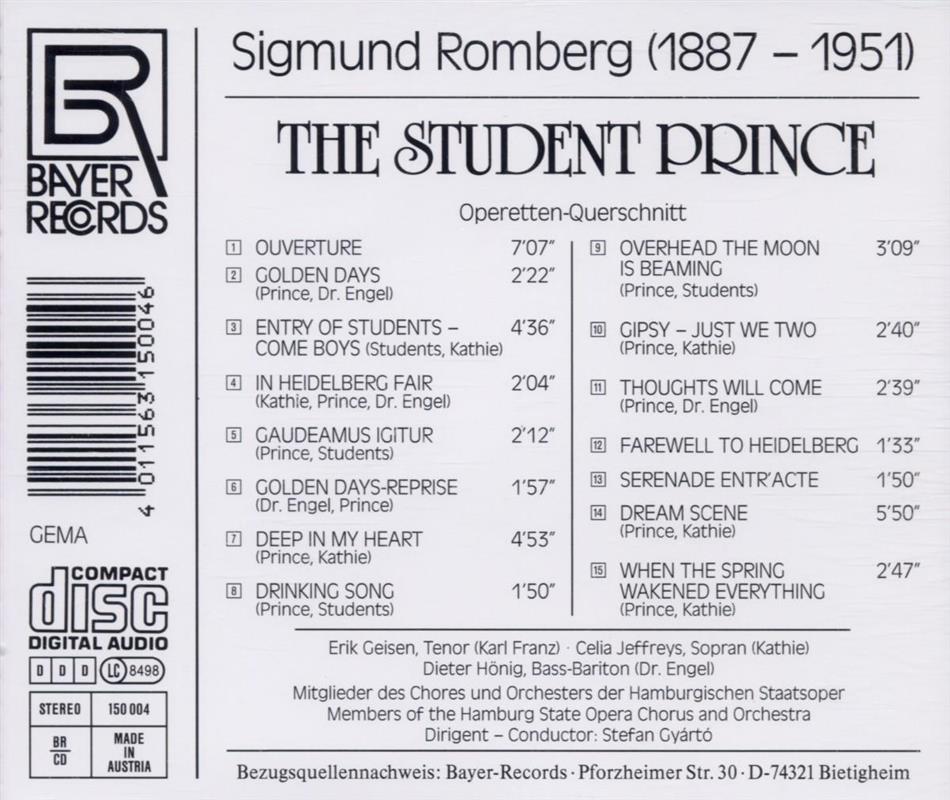 BAYER
RECORDS
4 011563 150046
GEMA
COMPACT
disc
DIGITAL AUDIO
D D D LC 8498
STEREO 150 004
BR
CD
MADE
IN
AUSTRIA
Sigmund Romberg (1887 – 1951)
THE STUDENT PRINCE
Operetten-Querschnitt
1 OUVERTURE 7'07"
2 GOLDEN DAYS 2'22"
(Prince, Dr. Engel)
3 ENTRY OF STUDENTS – 4'36"
COME BOYS (Students, Kathie)
4 IN HEIDELBERG FAIR 2'04"
(Kathie, Prince, Dr. Engel)
5 GAUDEAMUS IGITUR 2'12"
(Prince, Students)
6 GOLDEN DAYS-REPRISE 1'57"
(Dr. Engel, Prince)
7 DEEP IN MY HEART 4'53"
(Prince, Kathie)
8 DRINKING SONG 1'50"
(Prince, Students)
9 OVERHEAD THE MOON 3'09"
IS BEAMING
(Prince, Students)
10 GIPSY – JUST WE TWO 2'40"
(Prince, Kathie)
11 THOUGHTS WILL COME 2'39"
(Prince, Dr. Engel)
12 FAREWELL TO HEIDELBERG 1'33"
13 SERENADE ENTR'ACTE 1'50"
14 DREAM SCENE 5'50"
(Prince, Kathie)
15 WHEN THE SPRING 2'47"
WAKENED EVERYTHING
(Prince, Kathie)
Erik Geisen, Tenor (Karl Franz) · Celia Jeffreys, Sopran (Kathie)
Dieter Hönig, Bass-Bariton (Dr. Engel)
Mitglieder des Chores und Orchesters der Hamburgischen Staatsoper
Members of the Hamburg State Opera Chorus and Orchestra
Dirigent – Conductor: Stefan Gyártó
Bezugsquellennachweis: Bayer-Records · Pforzheimer Str. 30 · D-74321 Bietigheim